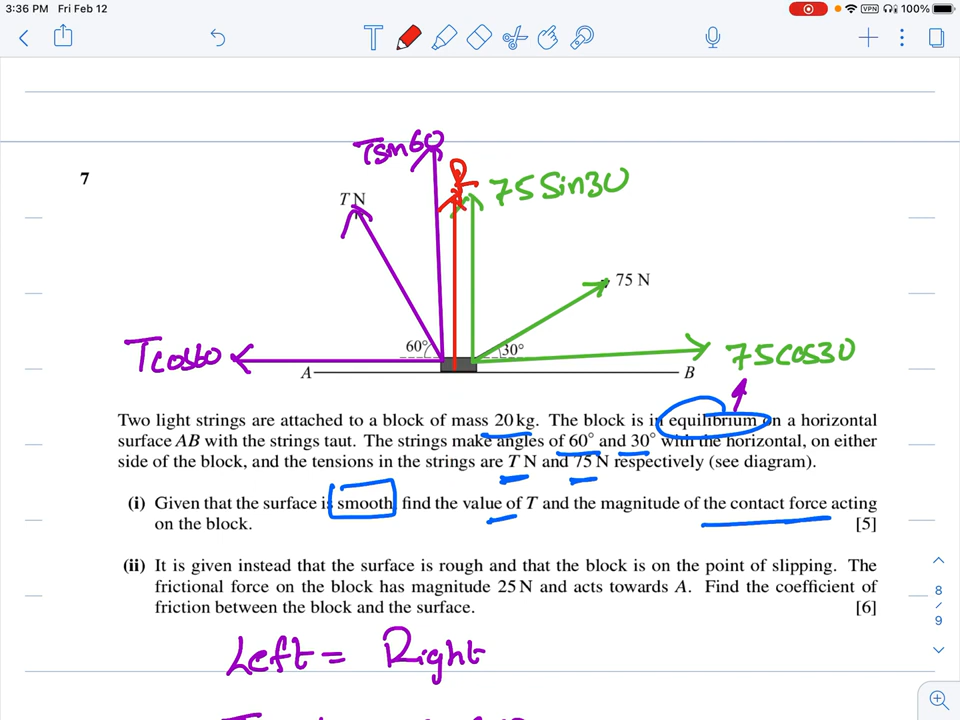 3:36 PM Fri Feb 12
VPN 100%
Tsin60
7
R
75 Sin30
T N
75 N
60°
30°
Tcos60
75cos30
A
B
Two light strings are attached to a block of mass 20 kg. The block is in equilibrium on a horizontal
surface AB with the strings taut. The strings make angles of 60° and 30° with the horizontal, on either
side of the block, and the tensions in the strings are T N and 75 N respectively (see diagram).
(i) Given that the surface is smooth, find the value of T and the magnitude of the contact force acting
on the block. [5]
(ii) It is given instead that the surface is rough and that the block is on the point of slipping. The
frictional force on the block has magnitude 25 N and acts towards A. Find the coefficient of
friction between the block and the surface. [6]
8
/
9
Left = Right